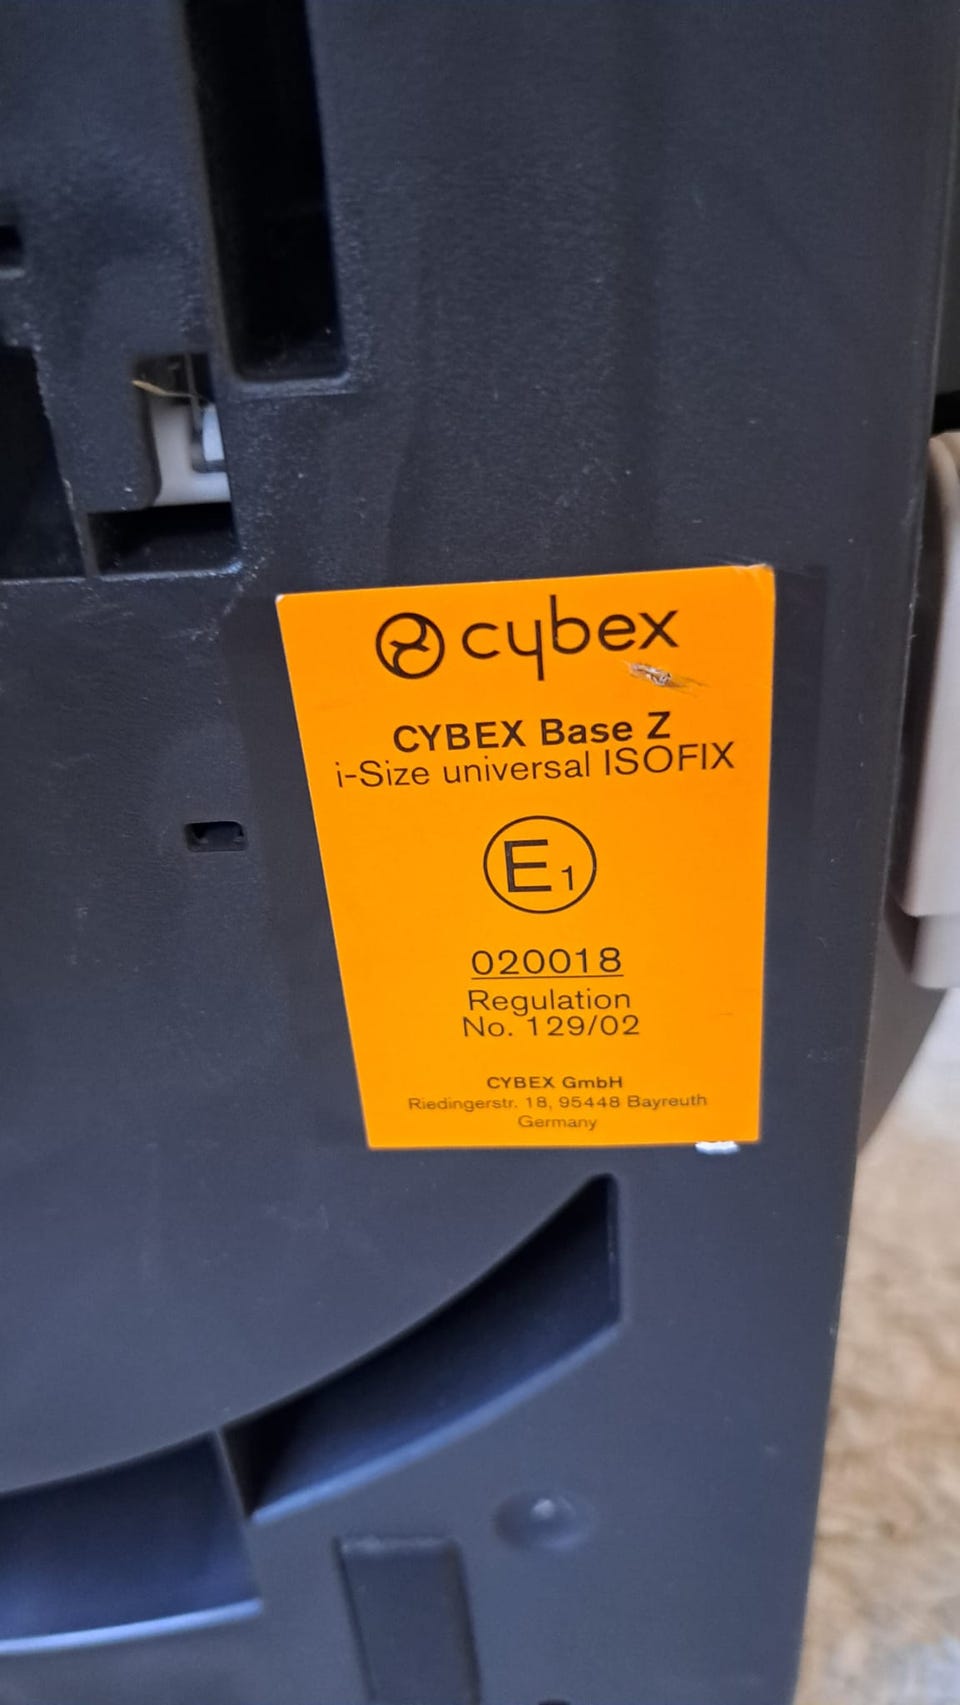 cybex
CYBEX Base Z
i-Size universal ISOFIX
E1
020018
Regulation
No. 129/02
CYBEX GmbH
Riedingerstr. 18, 95448 Bayreuth
Germany